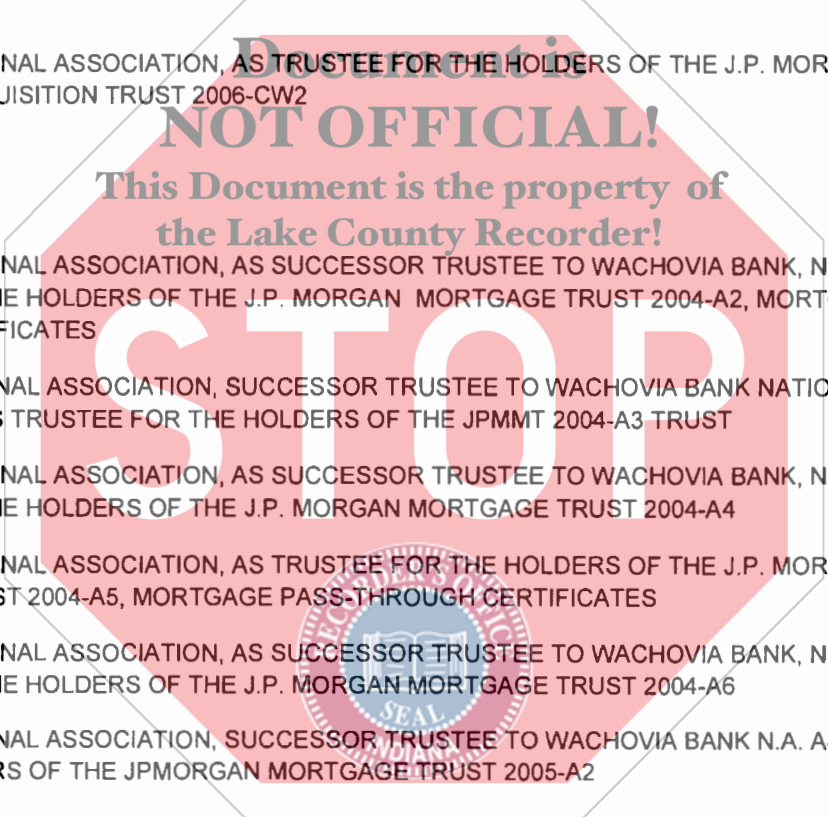 Document is
NAL ASSOCIATION, AS TRUSTEE FOR THE HOLDERS OF THE J.P. MOR
UISITION TRUST 2006-CW2
NOT OFFICIAL!
This Document is the property of
the Lake County Recorder!
NAL ASSOCIATION, AS SUCCESSOR TRUSTEE TO WACHOVIA BANK, N
E HOLDERS OF THE J.P. MORGAN MORTGAGE TRUST 2004-A2, MORT
FICATES
STOP
NAL ASSOCIATION, SUCCESSOR TRUSTEE TO WACHOVIA BANK NATIO
S TRUSTEE FOR THE HOLDERS OF THE JPMMT 2004-A3 TRUST
NAL ASSOCIATION, AS SUCCESSOR TRUSTEE TO WACHOVIA BANK, N
E HOLDERS OF THE J.P. MORGAN MORTGAGE TRUST 2004-A4
NAL ASSOCIATION, AS TRUSTEE FOR THE HOLDERS OF THE J.P. MOR
ST 2004-A5, MORTGAGE PASS-THROUGH CERTIFICATES
RECORDER'S OFFICE
NAL ASSOCIATION, AS SUCCESSOR TRUSTEE TO WACHOVIA BANK, N
E HOLDERS OF THE J.P. MORGAN MORTGAGE TRUST 2004-A6
SEAL
INDIANA
NAL ASSOCIATION, SUCCESSOR TRUSTEE TO WACHOVIA BANK N.A. A
RS OF THE JPMORGAN MORTGAGE TRUST 2005-A2